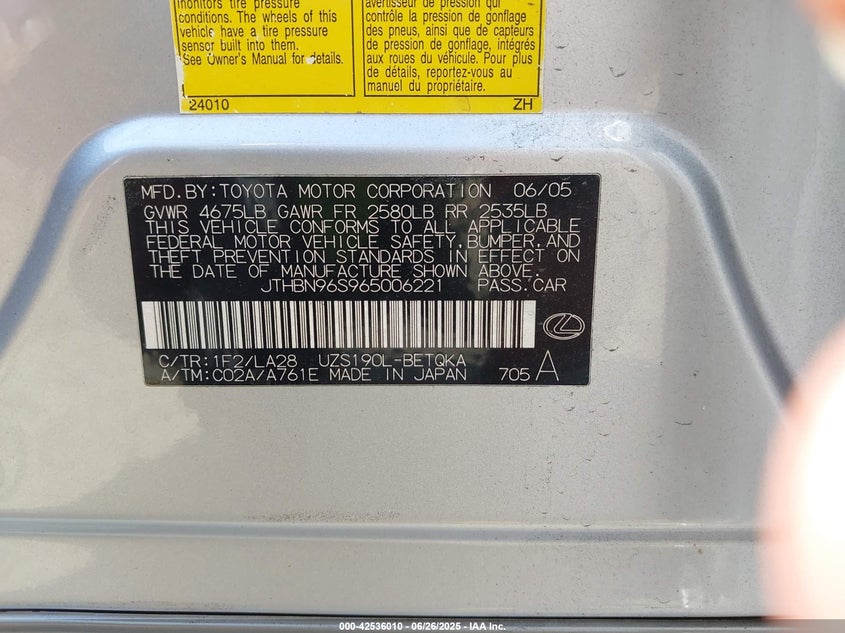 monitors tire pressure
conditions. The wheels of this
vehicle have a tire pressure
sensor built into them.
See Owner's Manual for details.
avertisseur de pression qui
contrôle la pression de gonflage
des pneus, ainsi que de capteurs
de pression de gonflage, intégrés
aux roues du véhicule. Pour plus
de détails, reportez-vous au
manuel du propriétaire.
24010 ZH
MFD.BY:TOYOTA MOTOR CORPORATION 06/05
GVWR 4675LB GAWR FR 2580LB RR 2535LB
THIS VEHICLE CONFORMS TO ALL APPLICABLE
FEDERAL MOTOR VEHICLE SAFETY,BUMPER,AND
THEFT PREVENTION STANDARDS IN EFFECT ON
THE DATE OF MANUFACTURE SHOWN ABOVE.
JTHBN96S965006221 PASS.CAR
C/TR:1F2/LA28 UZS190L-BETQKA
A/TM:C02A/A761E MADE IN JAPAN 705 A
000-42536010 - 06/26/2025 - IAA Inc.